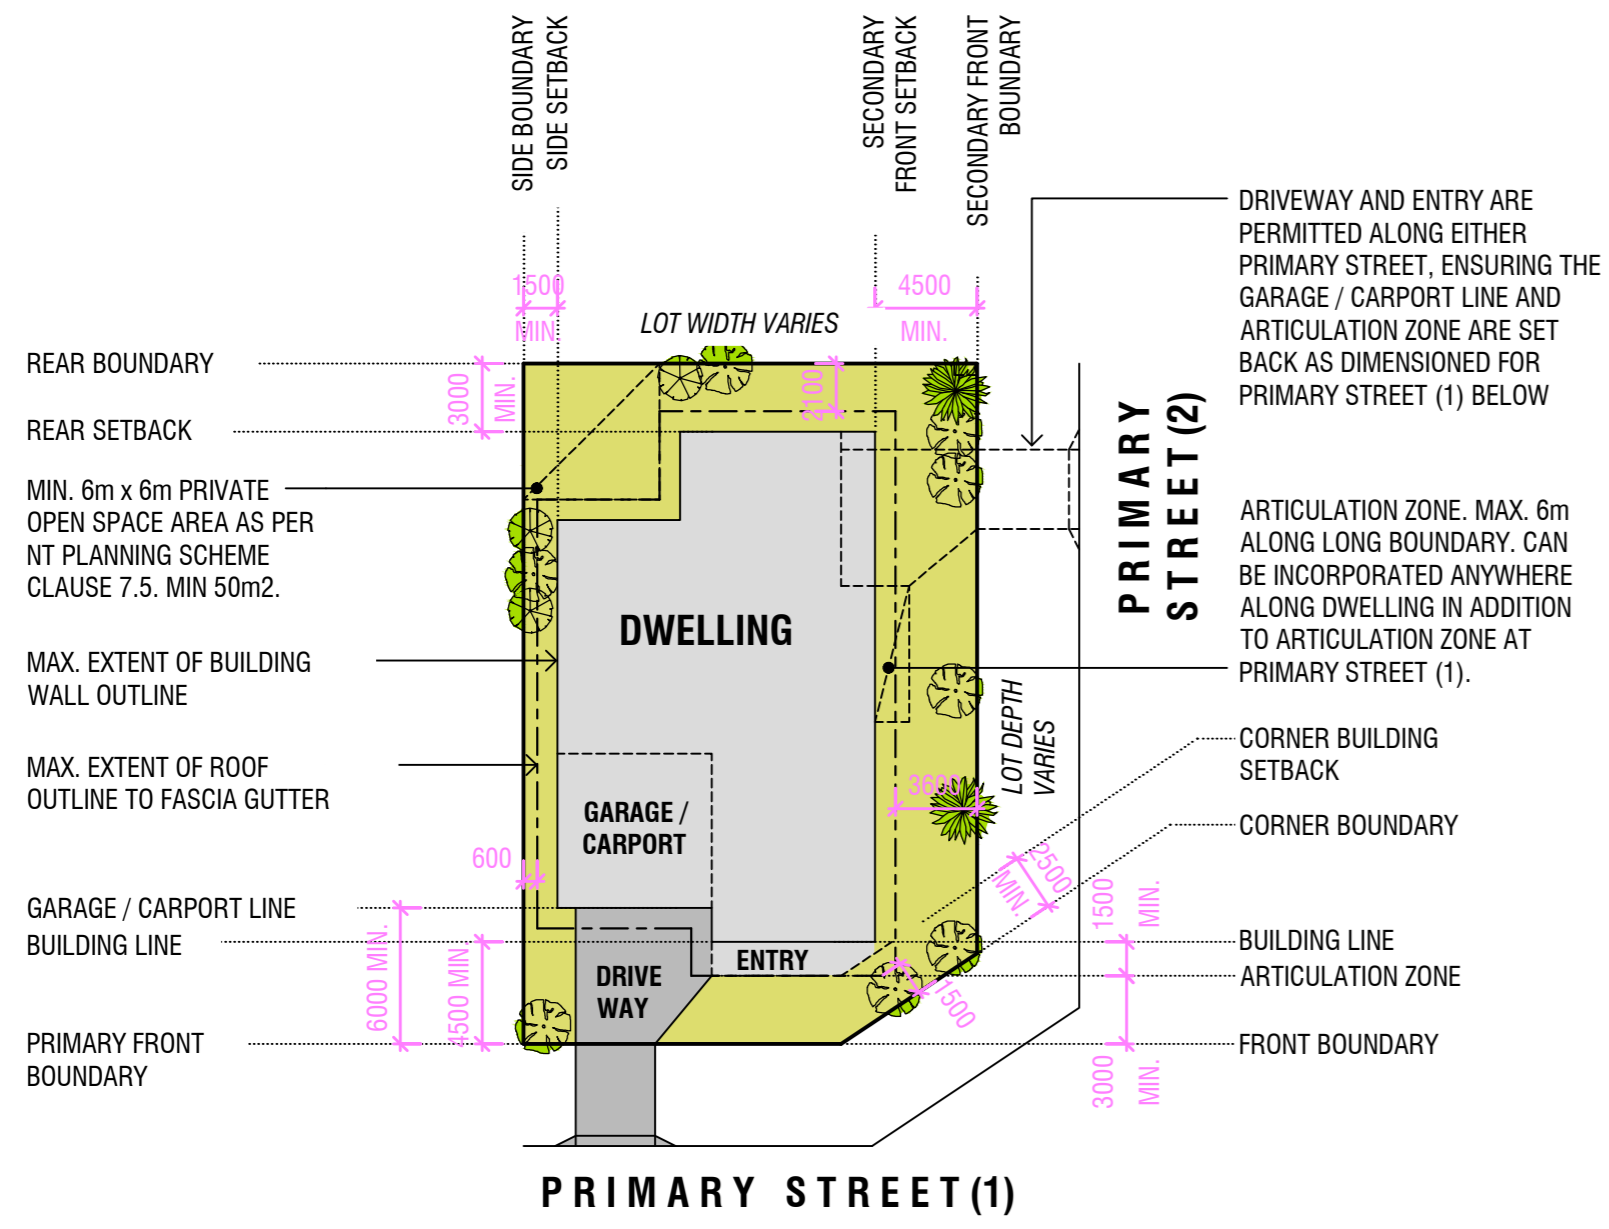 SIDE BOUNDARY
SIDE SETBACK
SECONDARY
FRONT SETBACK
SECONDARY FRONT
BOUNDARY
1500
MIN.
LOT WIDTH VARIES
4500
MIN.
REAR BOUNDARY
3000
MIN.
2100
REAR SETBACK
MIN. 6m x 6m PRIVATE
OPEN SPACE AREA AS PER
NT PLANNING SCHEME
CLAUSE 7.5. MIN 50m2.
MAX. EXTENT OF BUILDING
WALL OUTLINE
MAX. EXTENT OF ROOF
OUTLINE TO FASCIA GUTTER
600
GARAGE / CARPORT LINE
BUILDING LINE
6000 MIN.
4500 MIN
PRIMARY FRONT
BOUNDARY
DWELLING
GARAGE /
CARPORT
DRIVE
WAY
ENTRY
3600
LOT DEPTH
VARIES
PRIMARY
STREET (2)
DRIVEWAY AND ENTRY ARE
PERMITTED ALONG EITHER
PRIMARY STREET, ENSURING THE
GARAGE / CARPORT LINE AND
ARTICULATION ZONE ARE SET
BACK AS DIMENSIONED FOR
PRIMARY STREET (1) BELOW
ARTICULATION ZONE. MAX. 6m
ALONG LONG BOUNDARY. CAN
BE INCORPORATED ANYWHERE
ALONG DWELLING IN ADDITION
TO ARTICULATION ZONE AT
PRIMARY STREET (1).
CORNER BUILDING
SETBACK
CORNER BOUNDARY
2500
MIN.
1500
MIN.
1500
BUILDING LINE
ARTICULATION ZONE
FRONT BOUNDARY
3000
MIN.
PRIMARY STREET (1)